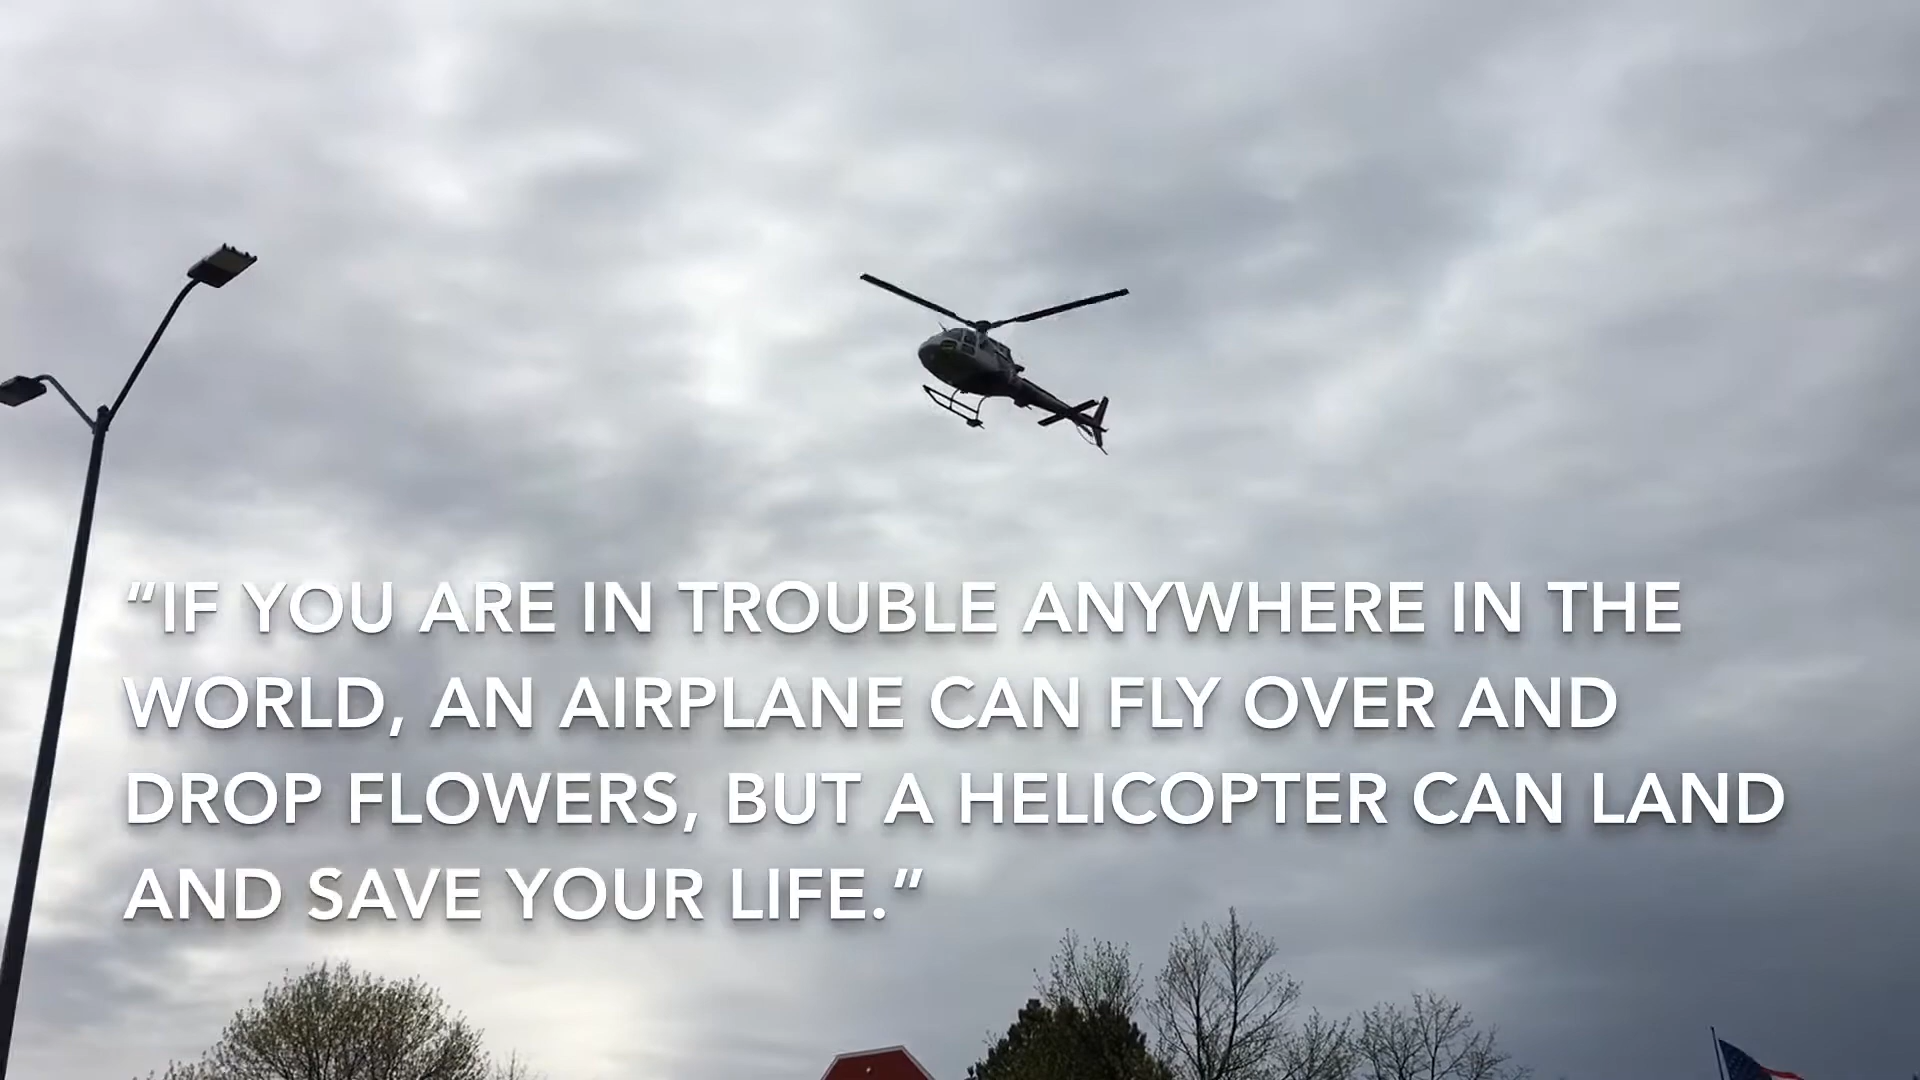 “IF YOU ARE IN TROUBLE ANYWHERE IN THE
WORLD, AN AIRPLANE CAN FLY OVER AND
DROP FLOWERS, BUT A HELICOPTER CAN LAND
AND SAVE YOUR LIFE.”